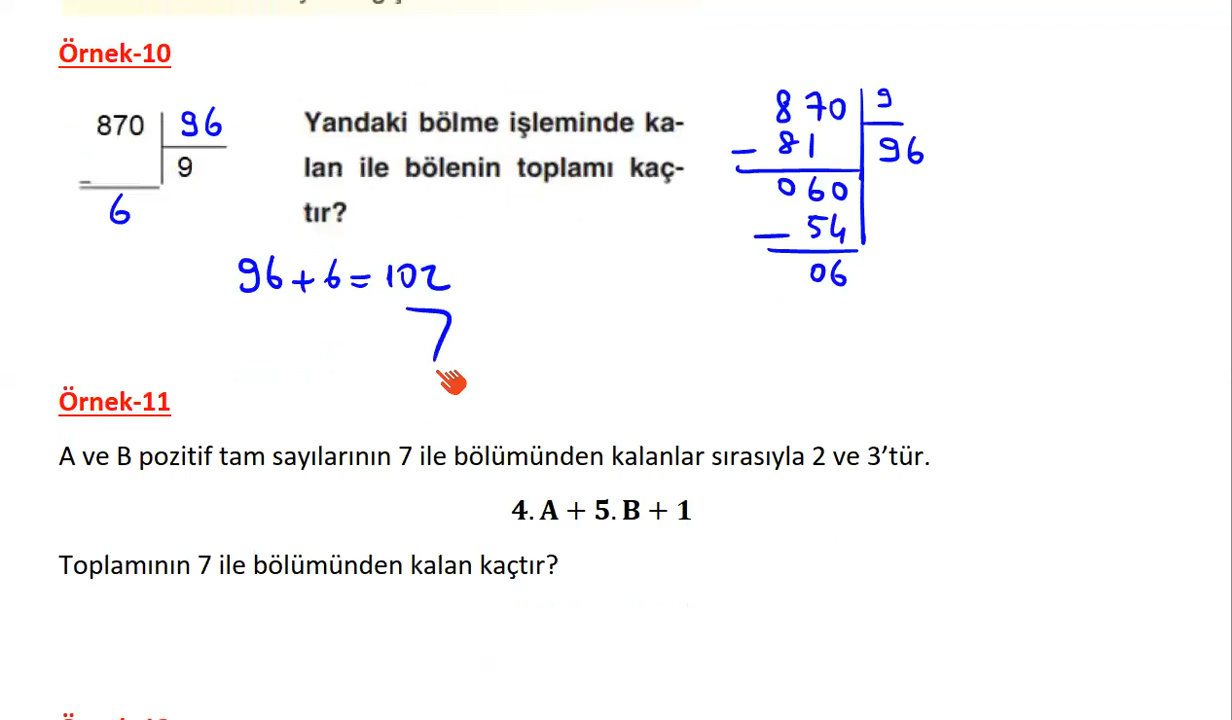 Örnek-10
870 96
9
6
Yandaki bölme işleminde ka-
lan ile bölenin toplamı kaç-
tır?
870 9
- 81 96
060
- 54
06
96 + 6 = 102
Örnek-11
A ve B pozitif tam sayılarının 7 ile bölümünden kalanlar sırasıyla 2 ve 3’tür.
4. A + 5. B + 1
Toplamının 7 ile bölümünden kalan kaçtır?